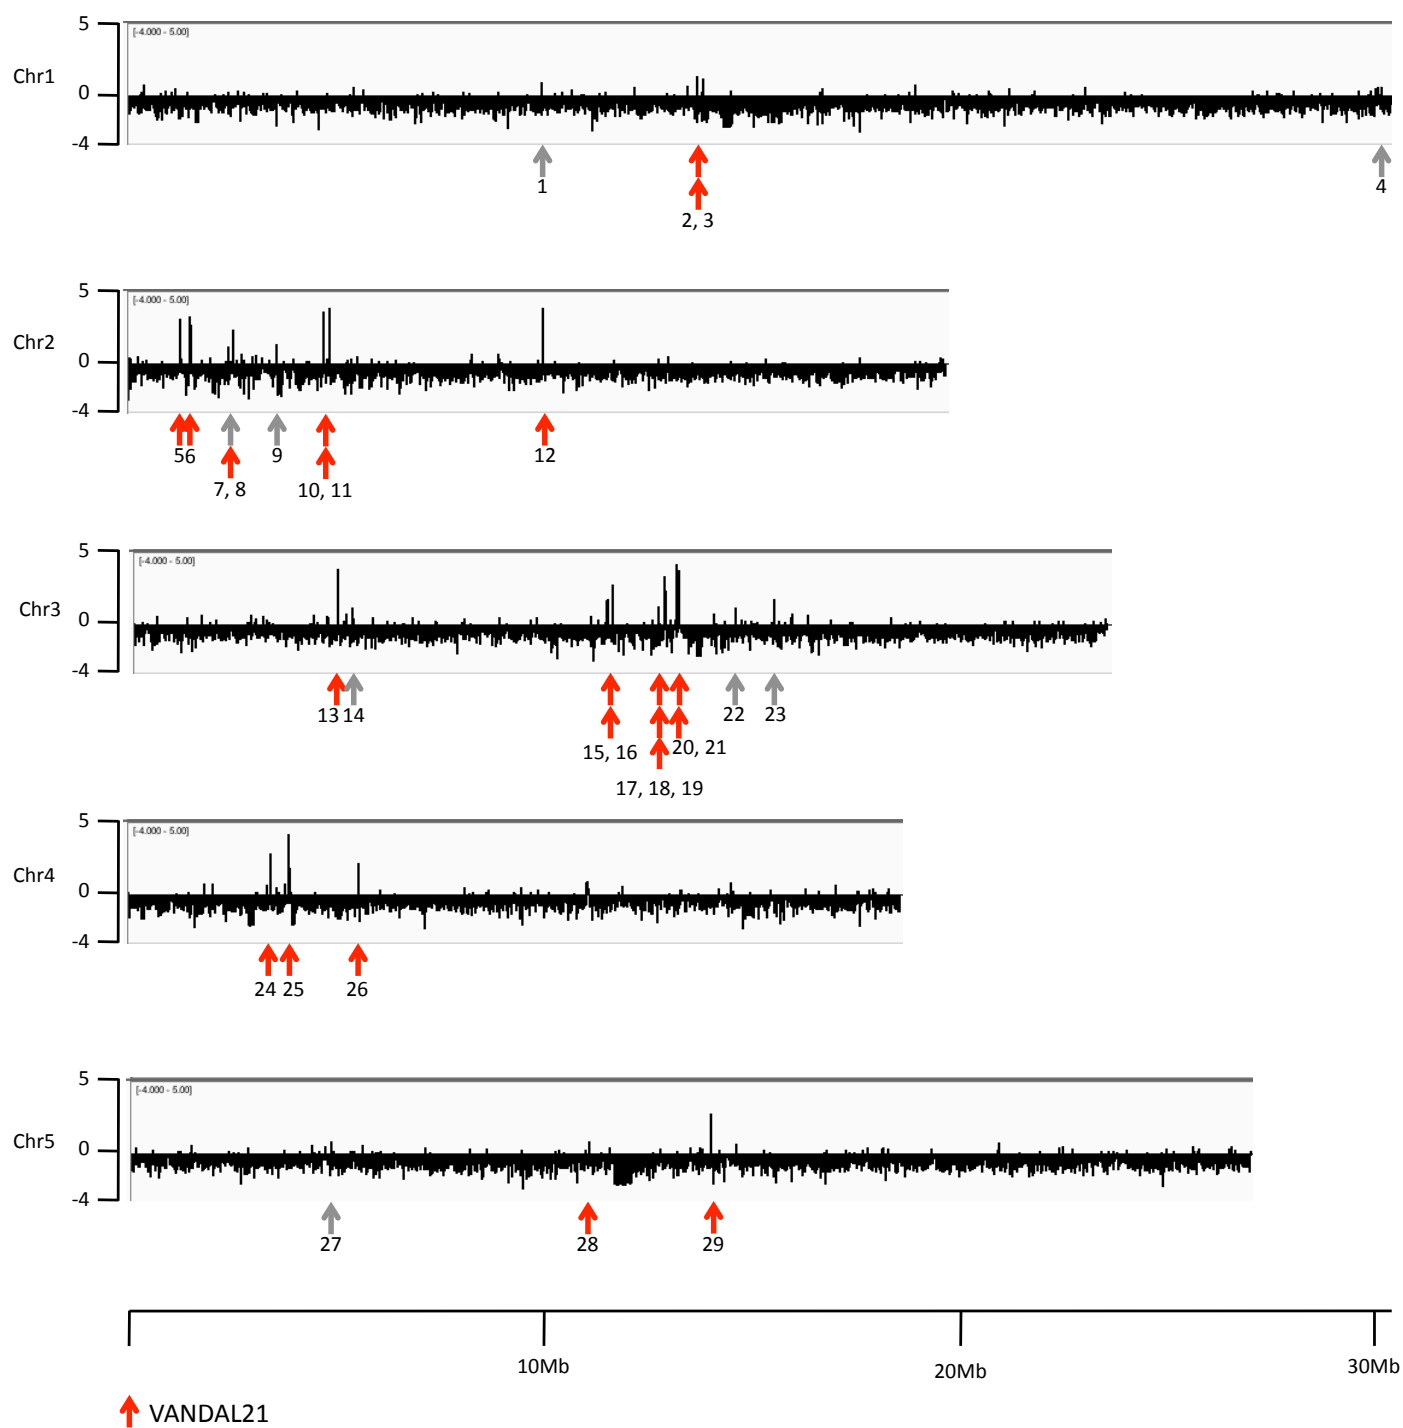 5
[-4.000 - 5.00]
Chr1
0
-4
1
4
2, 3
5
[-4.000 - 5.00]
Chr2
0
-4
56
9
12
7, 8
10, 11
5
[-4.000 - 5.00]
Chr3
0
-4
13 14
22
23
15, 16
20, 21
17, 18, 19
5
[-4.000 - 5.00]
Chr4
0
-4
24 25
26
5
[-4.000 - 5.00]
Chr5
0
-4
27
28
29
10Mb
20Mb
30Mb
VANDAL21